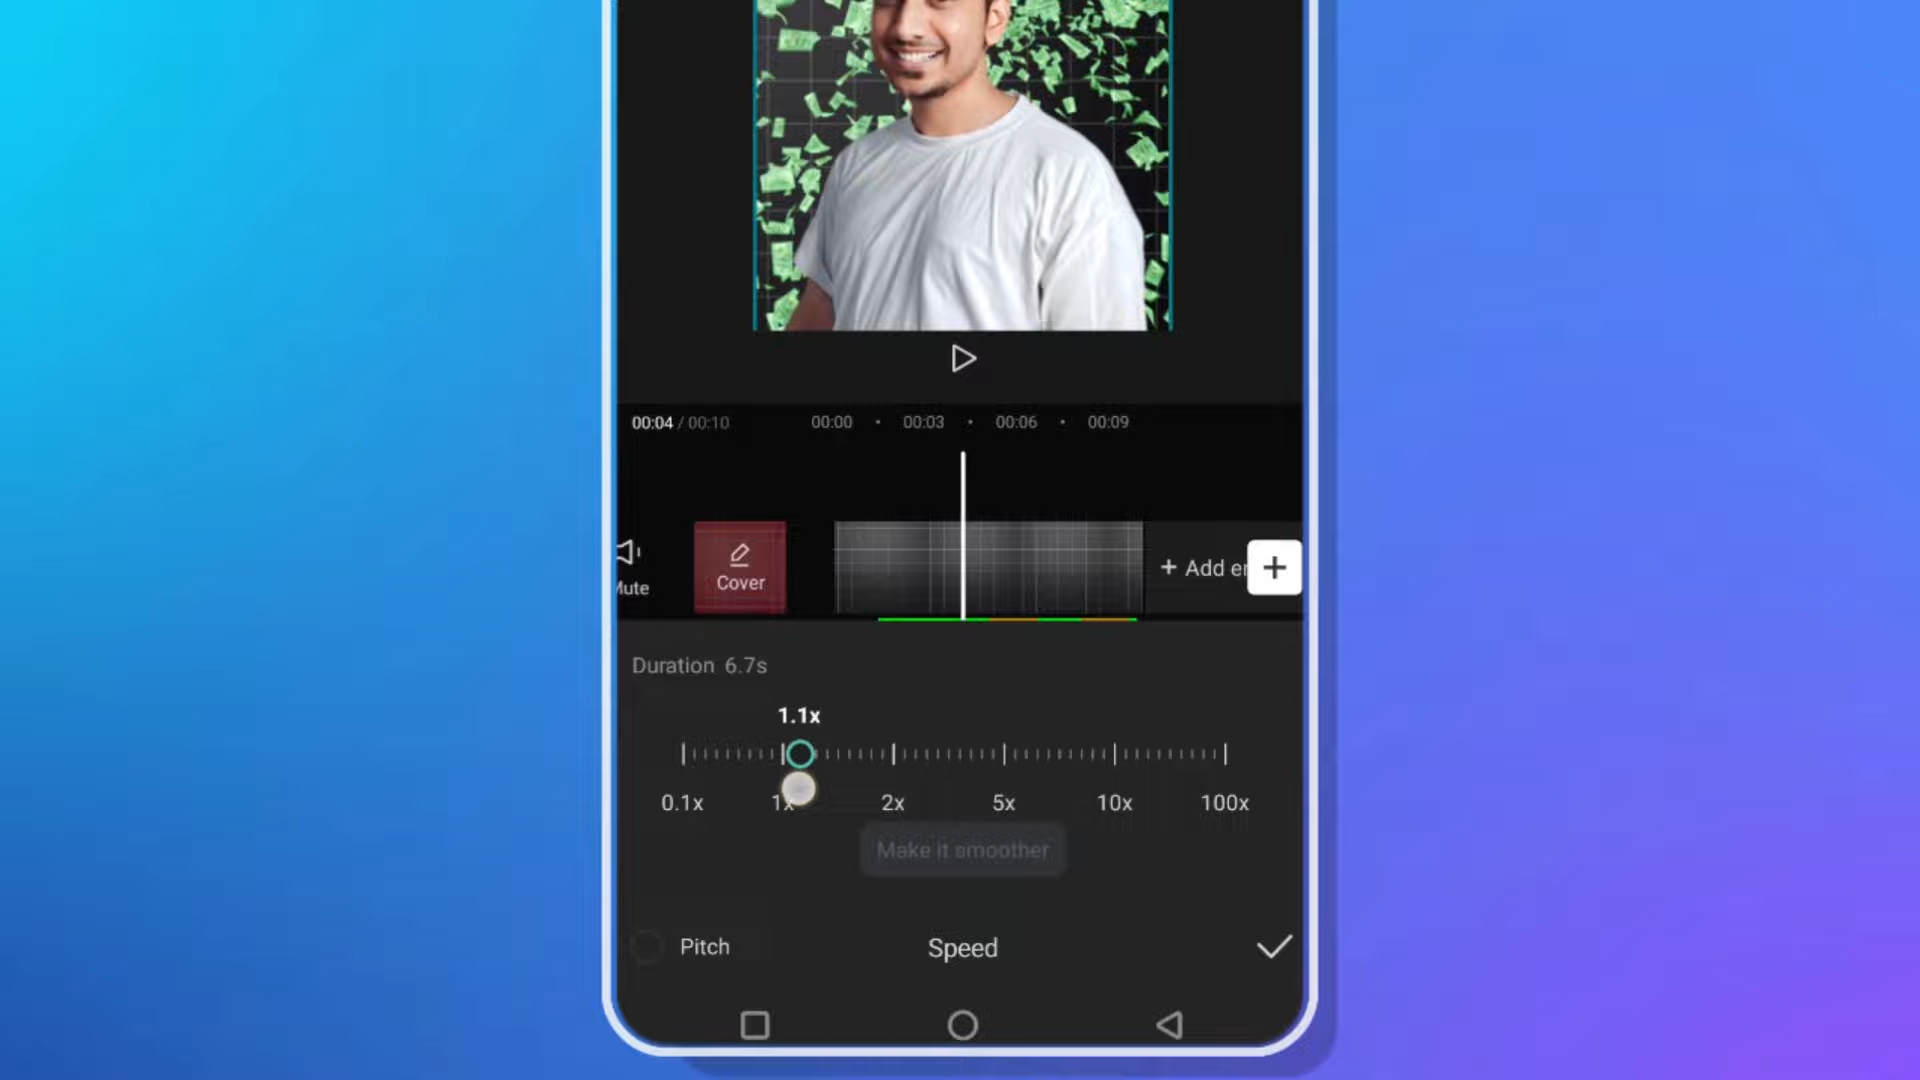 00:04 / 00:10 00:00 • 00:03 • 00:06 • 00:09
Cover
+ Add
Duration 6.7s
1.1x
0.1x 1x 2x 5x 10x 100x
Make it smoother
Pitch Speed